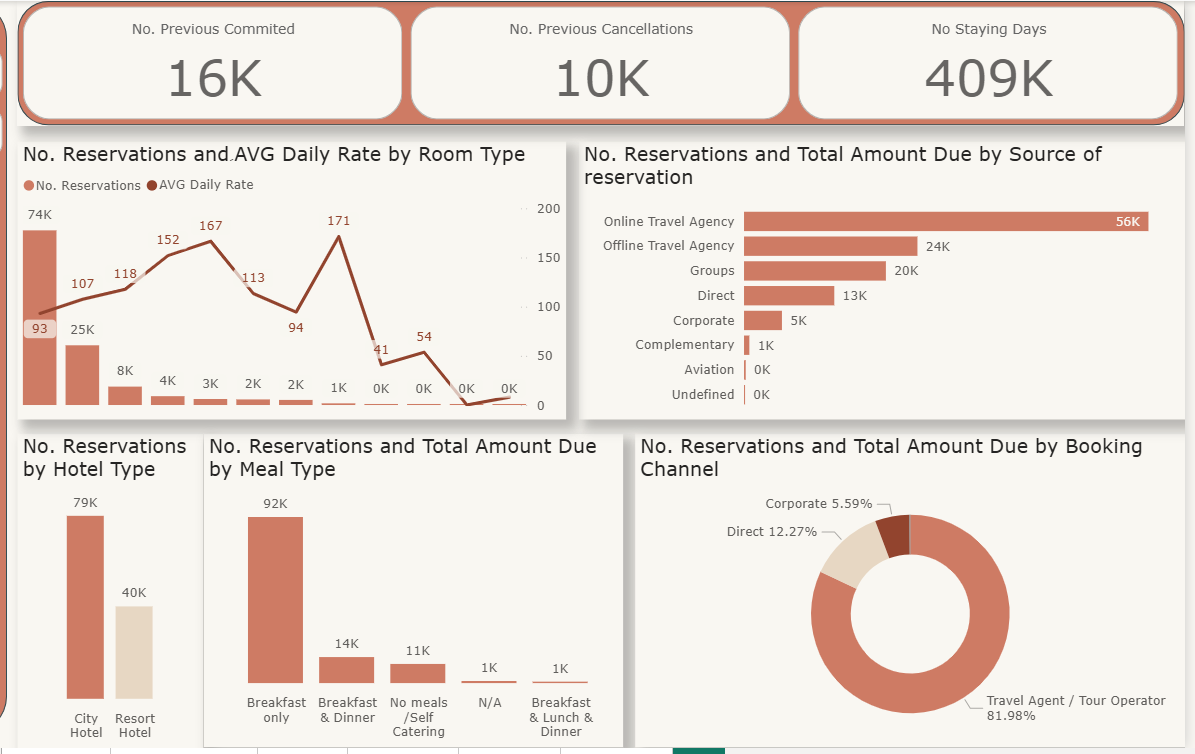 No. Previous Commited
16K
No. Previous Cancellations
10K
No Staying Days
409K
No. Reservations and AVG Daily Rate by Room Type
No. Reservations
AVG Daily Rate
74K
25K
8K
4K
3K
2K
2K
1K
0K
0K
0K
0K
93
107
118
152
167
113
94
171
41
54
200
150
100
50
0
No. Reservations and Total Amount Due by Source of
reservation
Online Travel Agency
56K
Offline Travel Agency
24K
Groups
20K
Direct
13K
Corporate
5K
Complementary
1K
Aviation
0K
Undefined
0K
No. Reservations
by Hotel Type
79K
40K
City
Hotel
Resort
Hotel
No. Reservations and Total Amount Due
by Meal Type
92K
14K
11K
1K
1K
Breakfast
only
Breakfast
& Dinner
No meals
/Self
Catering
N/A
Breakfast
& Lunch &
Dinner
No. Reservations and Total Amount Due by Booking
Channel
Corporate 5.59%
Direct 12.27%
Travel Agent / Tour Operator
81.98%